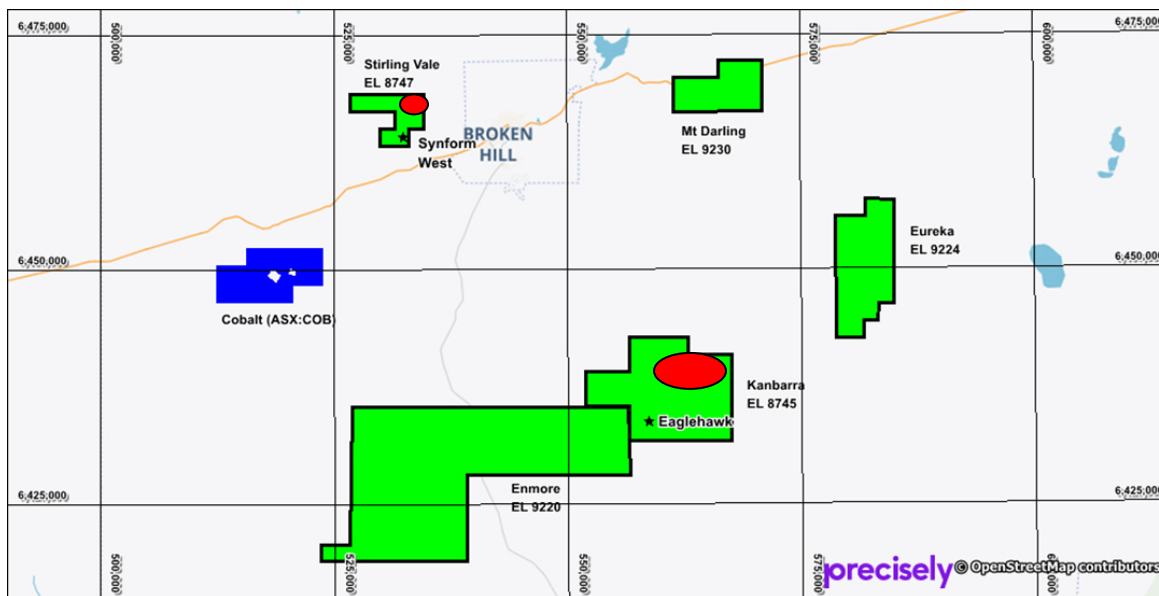 6,475,000
500,000
525,000
550,000
575,000
600,000
6,475,000
Stirling Vale
EL 8747
Synform
West
BROKEN
HILL
Mt Darling
EL 9230
Eureka
EL 9224
6,450,000
6,450,000
Cobalt (ASX:COB)
Kanbarra
EL 8745
Eaglehawk
Enmore
EL 9220
6,425,000
6,425,000
500,000
525,000
550,000
575,000
600,000
precisely © OpenStreetMap contributors